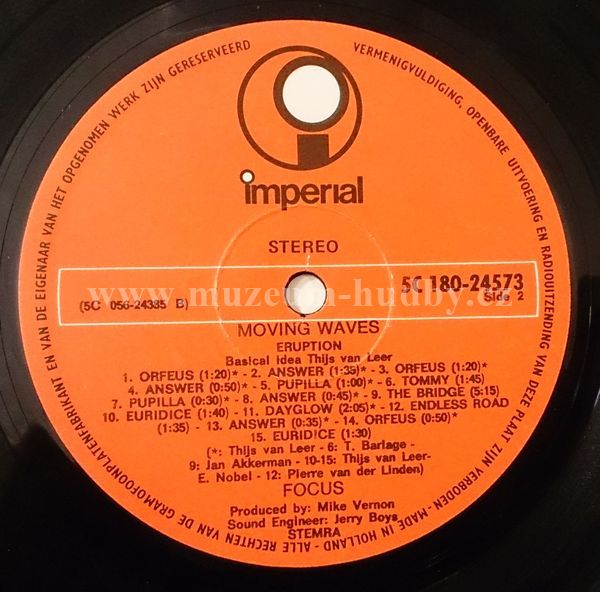 VERMENIGVULDIGING, OPENBARE UITVOERING EN RADIOUITZENDING VAN DEZE PLAAT ZIJN VERBODEN - MADE IN HOLLAND - ALLE RECHTEN VAN DE GRAMOFOONPLATENFABRIKANT EN VAN DE EIGENAAR VAN HET OPGENOMEN WERK ZIJN GERESERVEERD
imperial
STEREO
5C 180-24573
(5C 056-24385 B)
Side 2
www.muzeum-hudby.cz
MOVING WAVES
ERUPTION
Basical idea Thijs van Leer
1. ORFEUS (1:20)* - 2. ANSWER (1:35)* - 3. ORFEUS (1:20)*
4. ANSWER (0:50)* - 5. PUPILLA (1:00)* - 6. TOMMY (1:45)
7. PUPILLA (0:30)* - 8. ANSWER (0:45)* - 9. THE BRIDGE (5:15)
10. EURIDICE (1:40) - 11. DAYGLOW (2:05)* - 12. ENDLESS ROAD
(1:35) - 13. ANSWER (0:35)* - 14. ORFEUS (0:50)*
15. EURIDICE (1:30)
(*: Thijs van Leer - 6: T. Barlage -
9: Jan Akkerman - 10-15: Thijs van Leer-
E. Nobel - 12: Pierre van der Linden)
FOCUS
Produced by: Mike Vernon
Sound Engineer: Jerry Boys
STEMRA